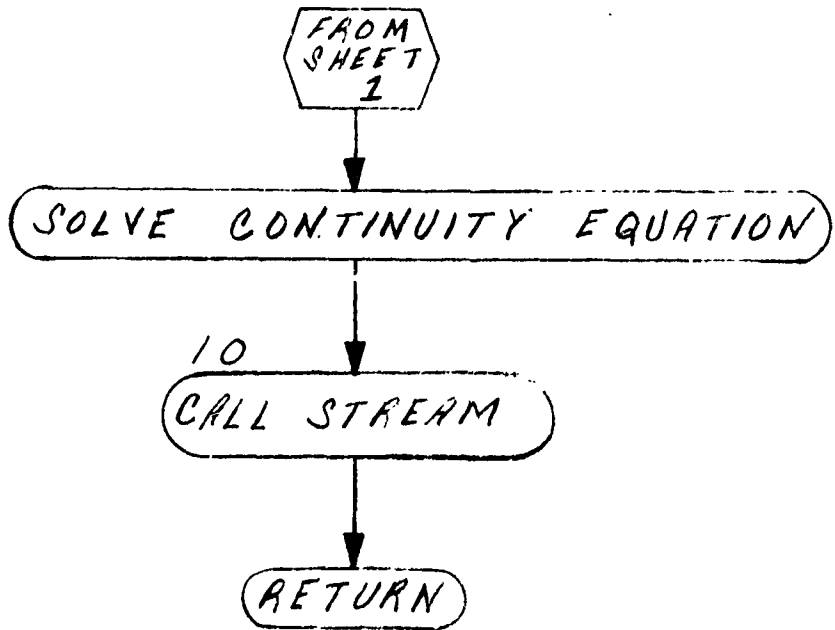 FROM
SHEET
1
SOLVE CONTINUITY EQUATION
10
CALL STREAM
RETURN